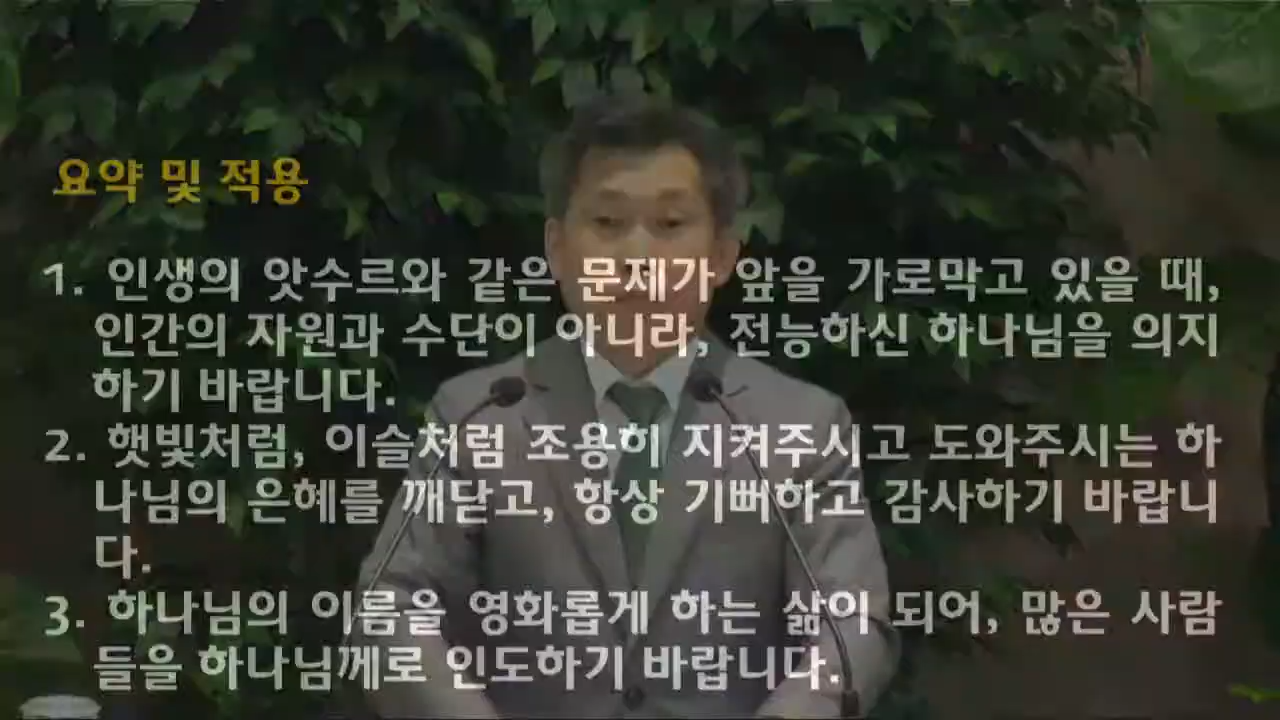 요약 및 적용
1. 인생의 앗수르와 같은 문제가 앞을 가로막고 있을 때,
인간의 자원과 수단이 아니라, 전능하신 하나님을 의지
하기 바랍니다.
2. 햇빛처럼, 이슬처럼 조용히 지켜주시고 도와주시는 하
나님의 은혜를 깨닫고, 항상 기뻐하고 감사하기 바랍니
다.
3. 하나님의 이름을 영화롭게 하는 삶이 되어, 많은 사람
들을 하나님께로 인도하기 바랍니다.